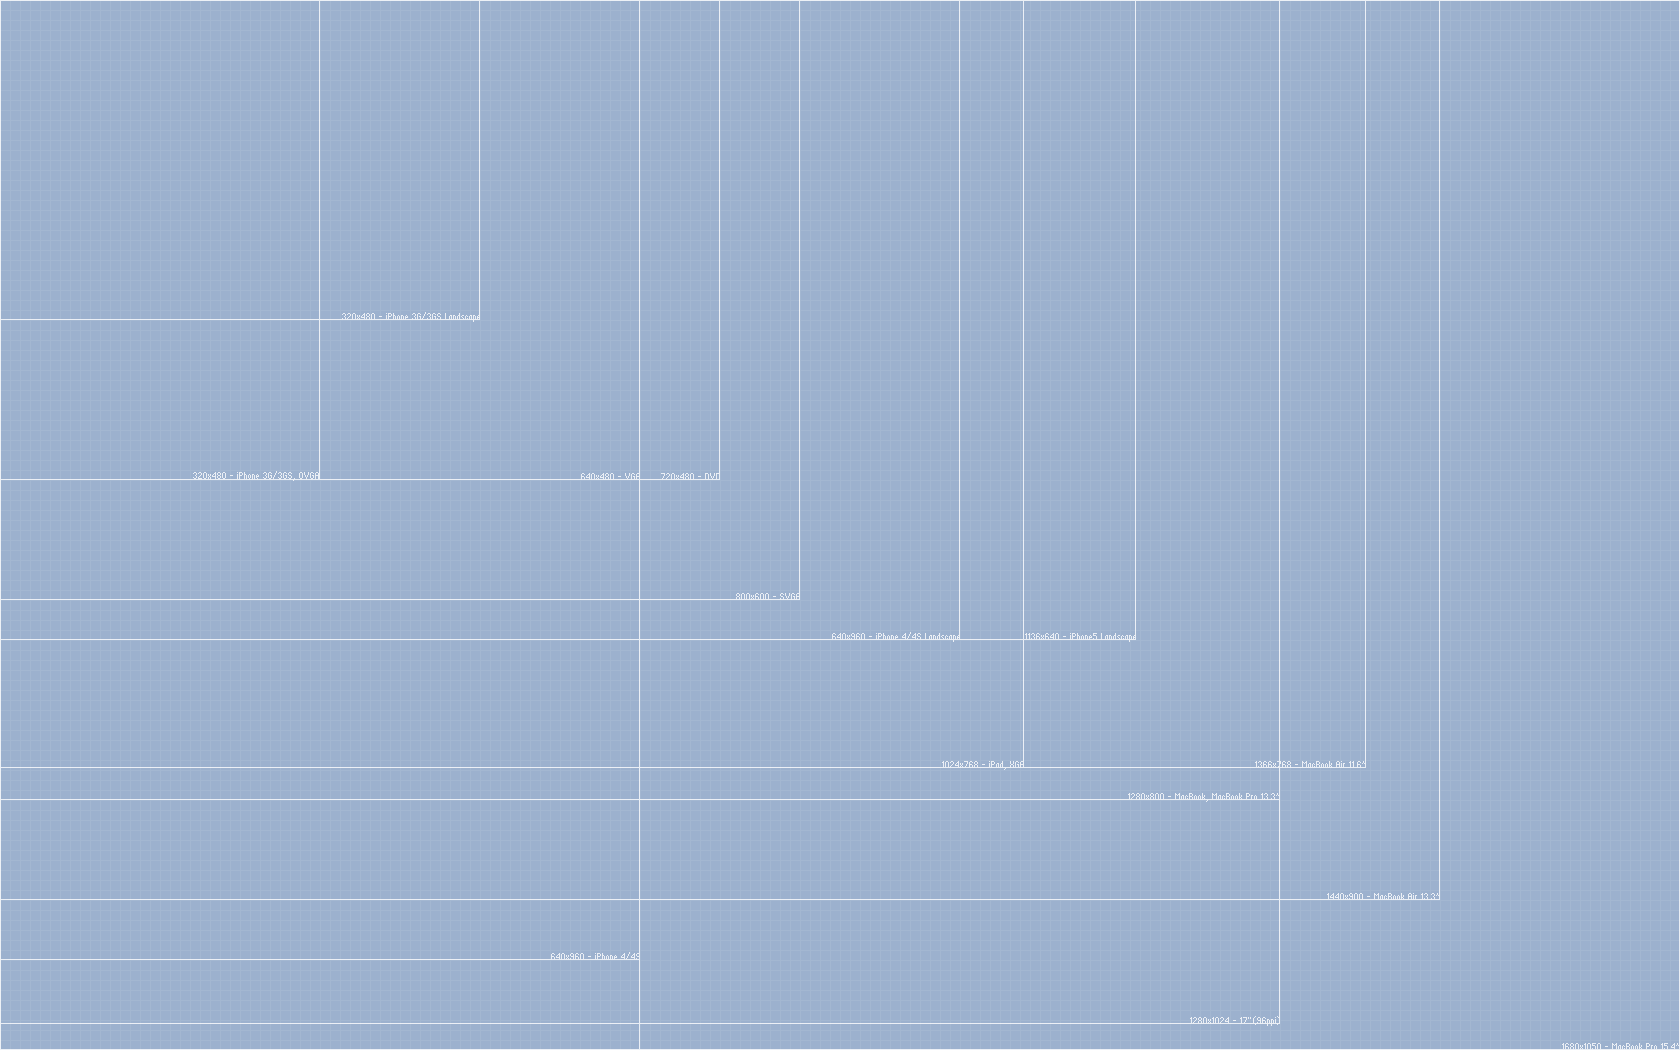 320x480 - iPhone 3G/3GS Landscape
320x480 - iPhone 3G/3GS, QVGA
640x480 - VGA
720x480 - DVD
800x600 - SVGA
640x960 - iPhone 4/4S Landscape
1136x640 - iPhone5 Landscape
1024x768 - iPad, XGA
1366x768 - MacBook Air 11.6"
1280x800 - MacBook, MacBook Pro 13.3"
1440x900 - MacBook Air 13.3"
640x960 - iPhone 4/4S
1280x1024 - 17"(96ppi)
1680x1050 - MacBook Pro 15.4"